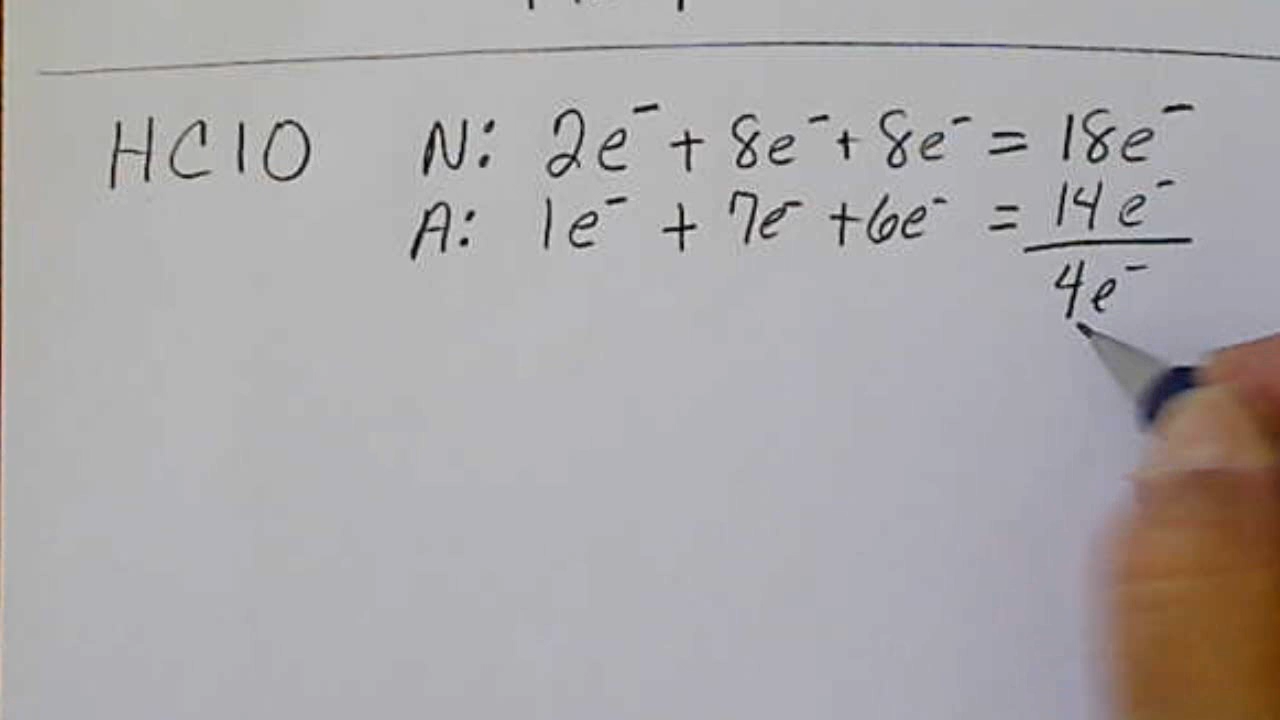 HClO N: 2e⁻ + 8e⁻ + 8e⁻ = 18e⁻
A: 1e⁻ + 7e⁻ + 6e⁻ = 14e⁻
4e⁻